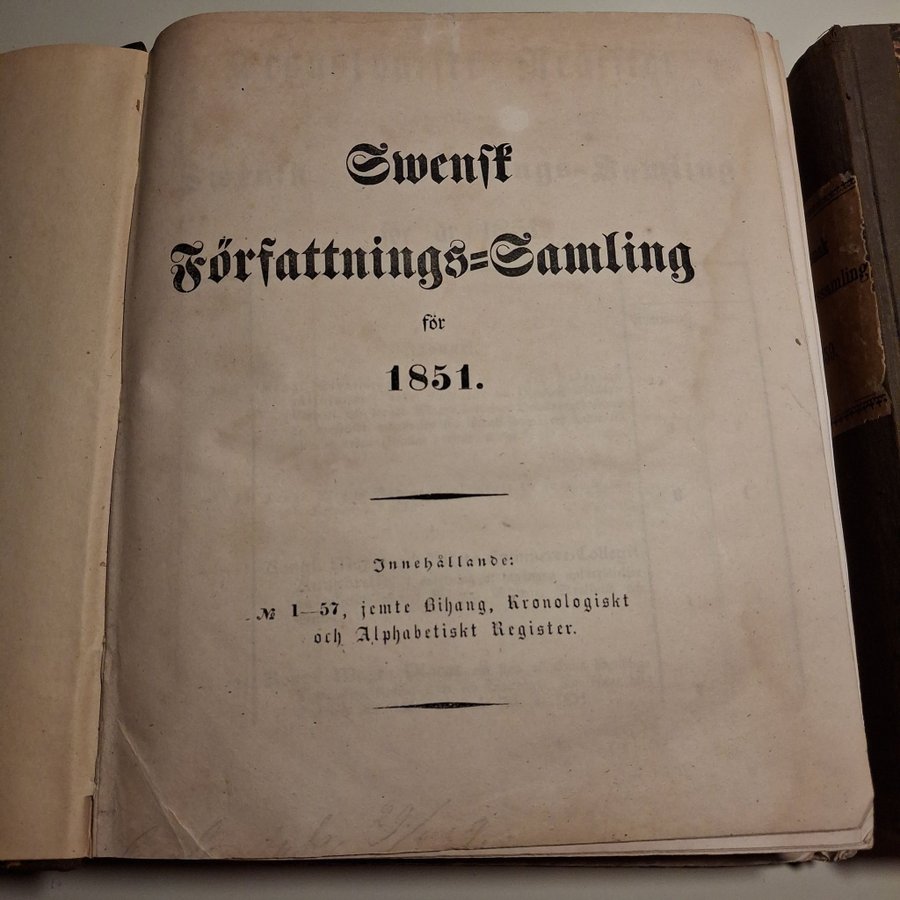 Swensk
Författnings=Samling
för
1851.
Innehållande:
№ 1—57, jemte Bihang, Kronologiskt
och Alphabetiskt Register.